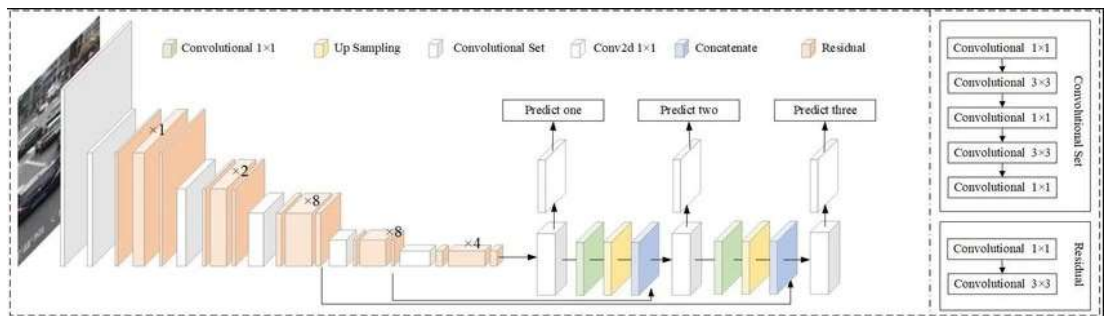 Convolutional 1×1
Up Sampling
Convolutional Set
Conv2d 1×1
Concatenate
Residual
×1
×2
×8
×8
×4
Predict one
Predict two
Predict three
Convolutional 1×1
Convolutional 3×3
Convolutional 1×1
Convolutional 3×3
Convolutional 1×1
Convolutional Set
Convolutional 1×1
Convolutional 3×3
Residual